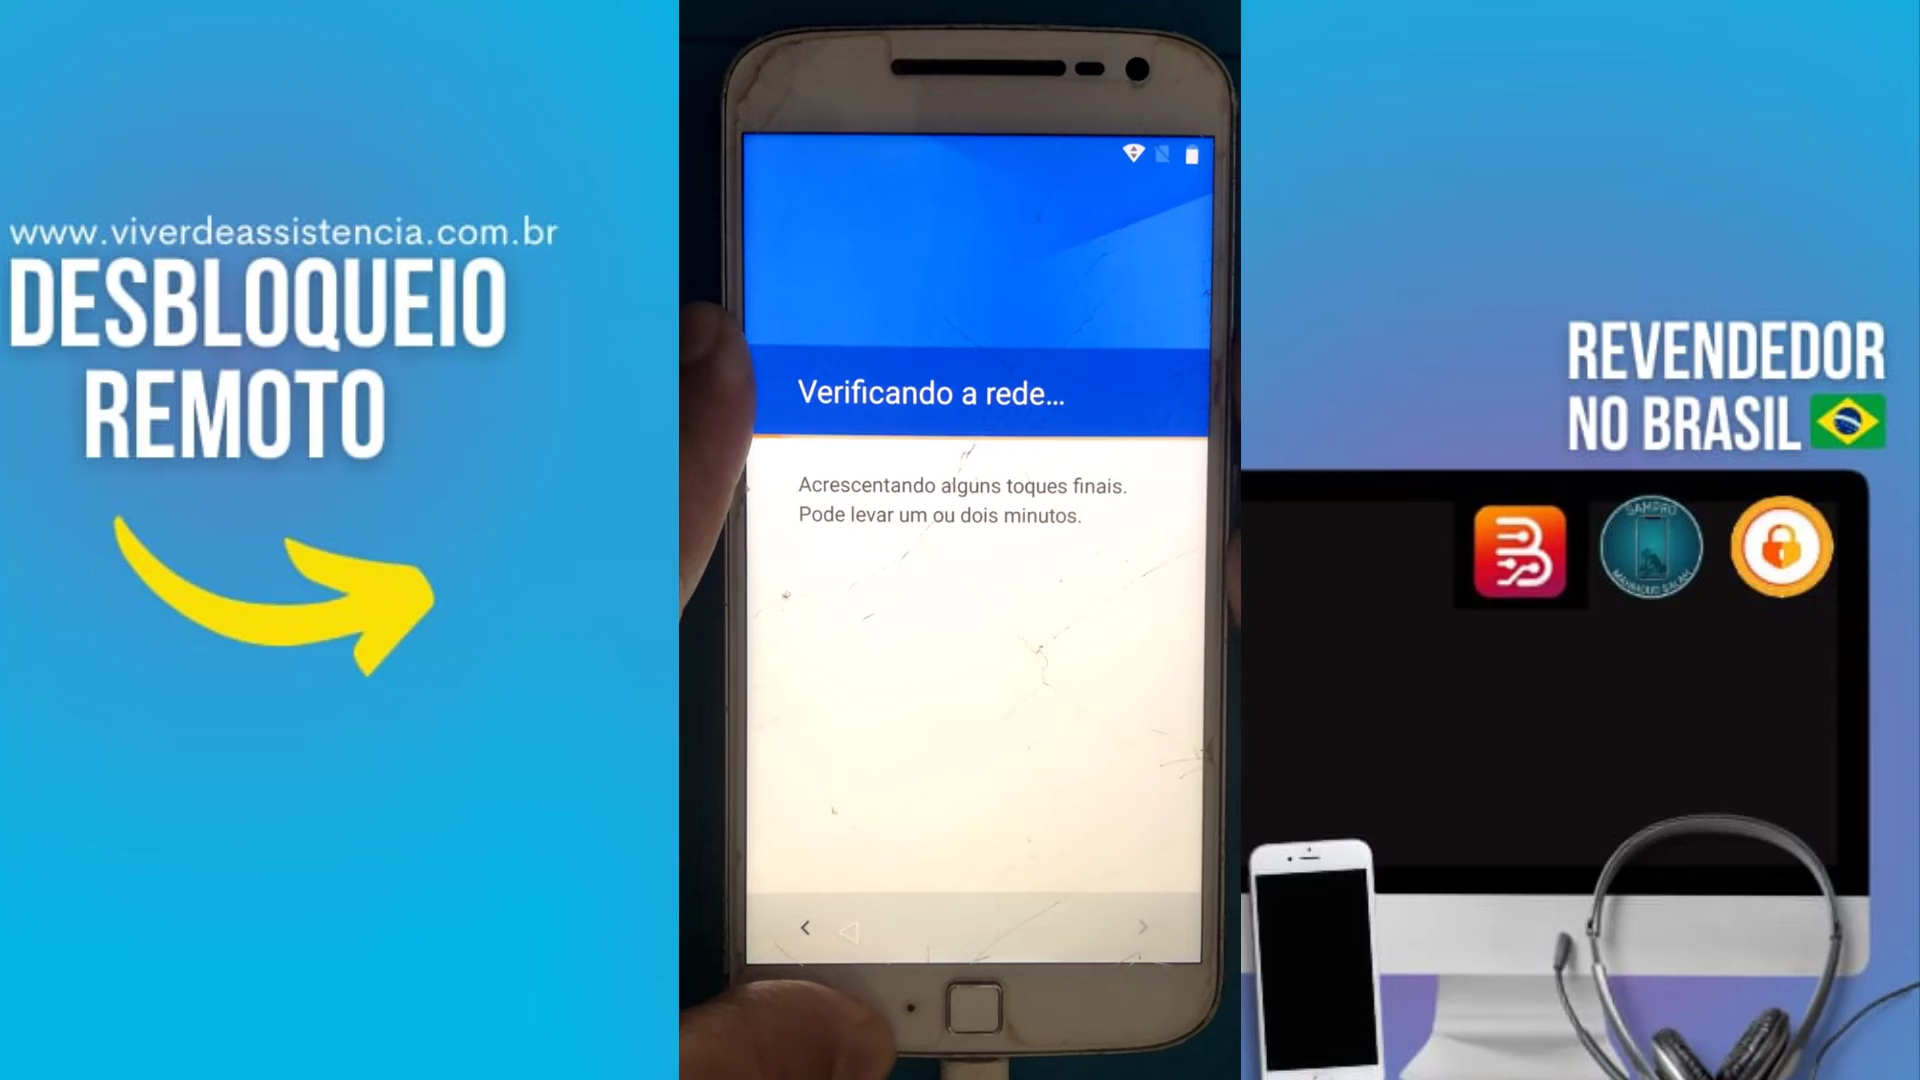 www.viverdeassistencia.com.br
DESBLOQUEIO
REMOTO
Verificando a rede...
Acrescentando alguns toques finais.
Pode levar um ou dois minutos.
REVENDEDOR
NO BRASIL
SAMPRO